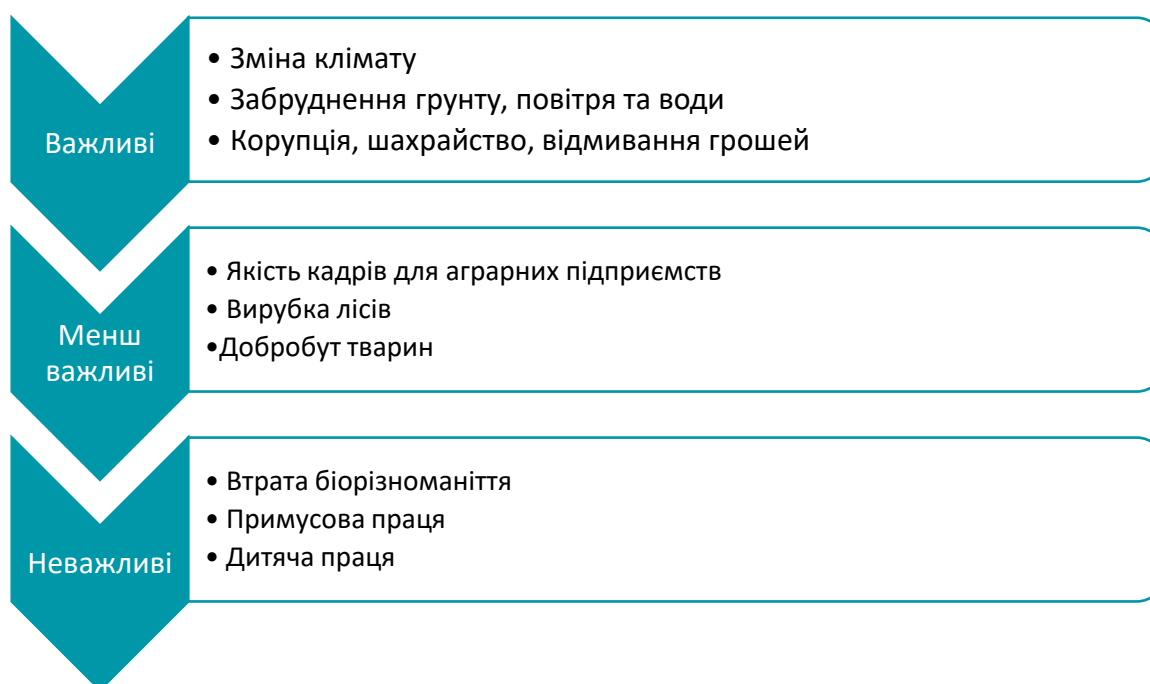 Важливі
• Зміна клімату
• Забруднення грунту, повітря та води
• Корупція, шахрайство, відмивання грошей
Менш
важливі
• Якість кадрів для аграрних підприємств
• Вирубка лісів
•Добробут тварин
Неважливі
• Втрата біорізноманіття
• Примусова праця
• Дитяча праця